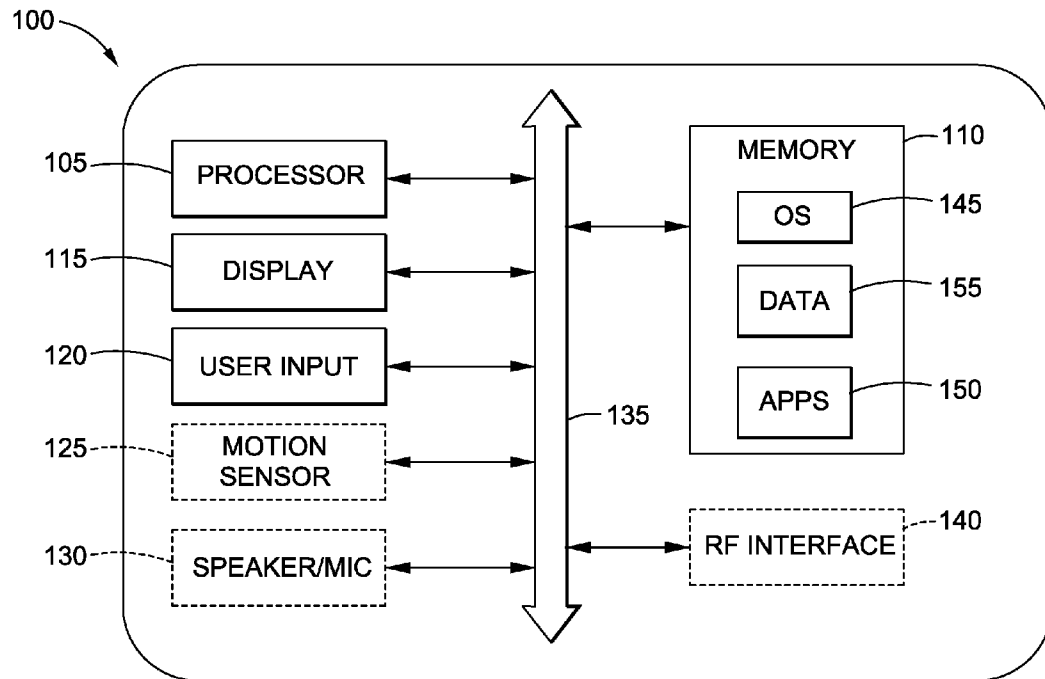 100
105
PROCESSOR
115
DISPLAY
120
USER INPUT
125
MOTION
SENSOR
130
SPEAKER/MIC
135
MEMORY
110
OS
145
DATA
155
APPS
150
RF INTERFACE
140